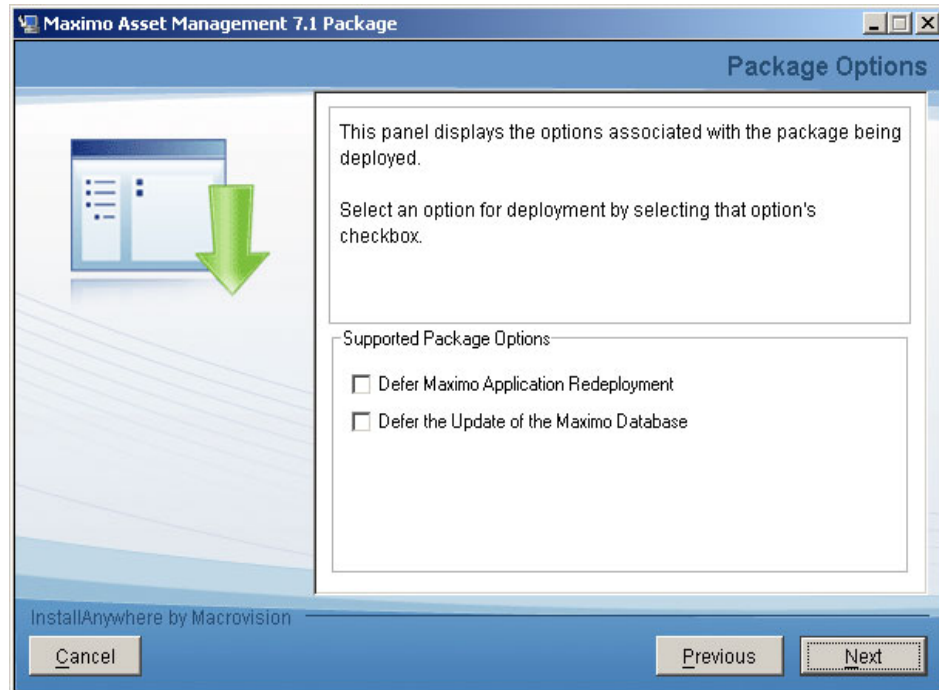 Maximo Asset Management 7.1 Package
Package Options
This panel displays the options associated with the package being
deployed.
Select an option for deployment by selecting that option's
checkbox.
Supported Package Options
Defer Maximo Application Redeployment
Defer the Update of the Maximo Database
InstallAnywhere by Macrovision
Cancel
Previous
Next